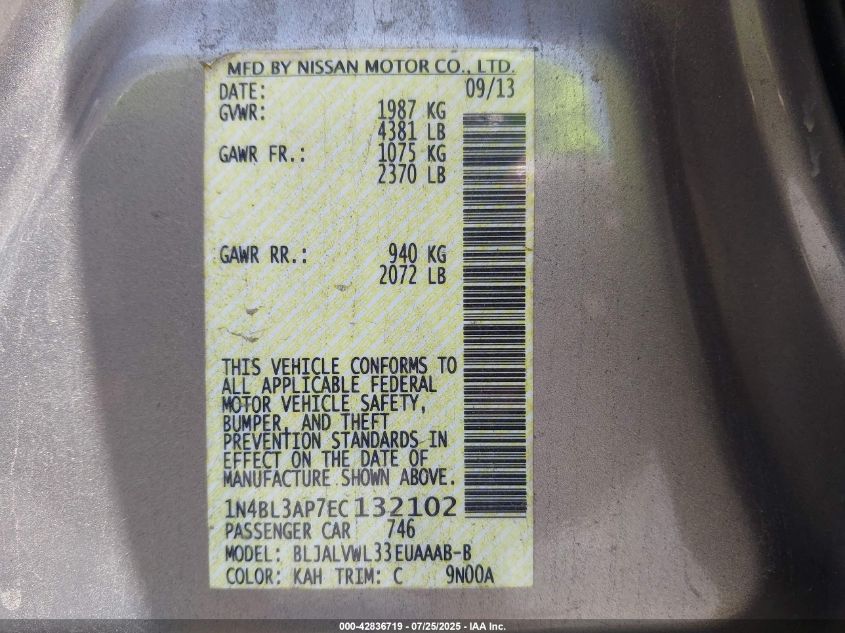 MFD BY NISSAN MOTOR CO., LTD.
DATE: 09/13
GVWR: 1987 KG
4381 LB
GAWR FR.: 1075 KG
2370 LB
GAWR RR.: 940 KG
2072 LB
THIS VEHICLE CONFORMS TO
ALL APPLICABLE FEDERAL
MOTOR VEHICLE SAFETY,
BUMPER, AND THEFT
PREVENTION STANDARDS IN
EFFECT ON THE DATE OF
MANUFACTURE SHOWN ABOVE.
1N4BL3AP7EC132102
PASSENGER CAR 746
MODEL: BLJALVWL33EUAAAB-B
COLOR: KAH TRIM: C 9N00A
000-42836719 / 07/25/2025 - IAA Inc.